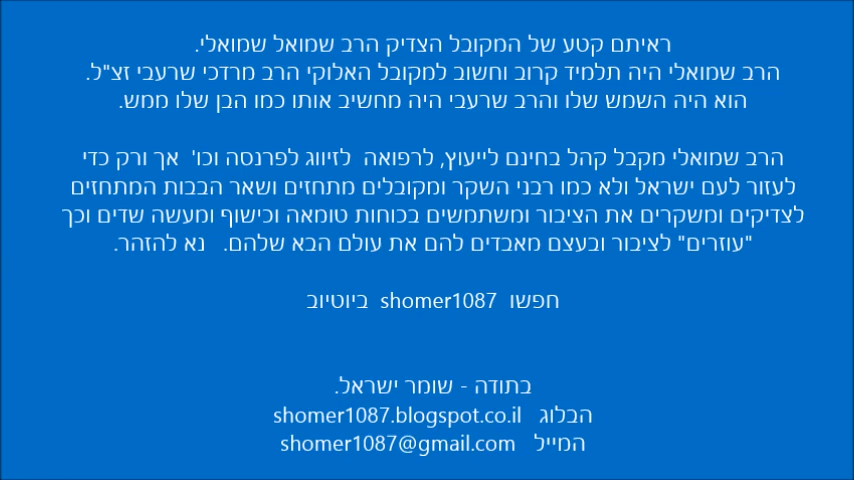 ראיתם קטע של המקובל הצדיק הרב שמואל שמואלי.
הרב שמואלי היה תלמיד קרוב וחשוב למקובל האלוקי הרב מרדכי שרעבי זצ"ל.
הוא היה השמש שלו והרב שרעבי היה מחשיב אותו כמו הבן שלו ממש.
הרב שמואלי מקבל קהל בחינם לייעוץ, לרפואה לזיווג לפרנסה וכו' אך ורק כדי
לעזור לעם ישראל ולא כמו רבני השקר ומקובלים מתחזים ושאר הבבות המתחזים
לצדיקים ומשקרים את הציבור ומשתמשים בכוחות טומאה וכישוף ומעשה שדים וכך
"עוזרים" לציבור ובעצם מאבדים להם את עולם הבא שלהם. נא להזהר.
חפשו shomer1087 ביוטיוב
בתודה - שומר ישראל.
הבלוג shomer1087.blogspot.co.il
המייל shomer1087@gmail.com